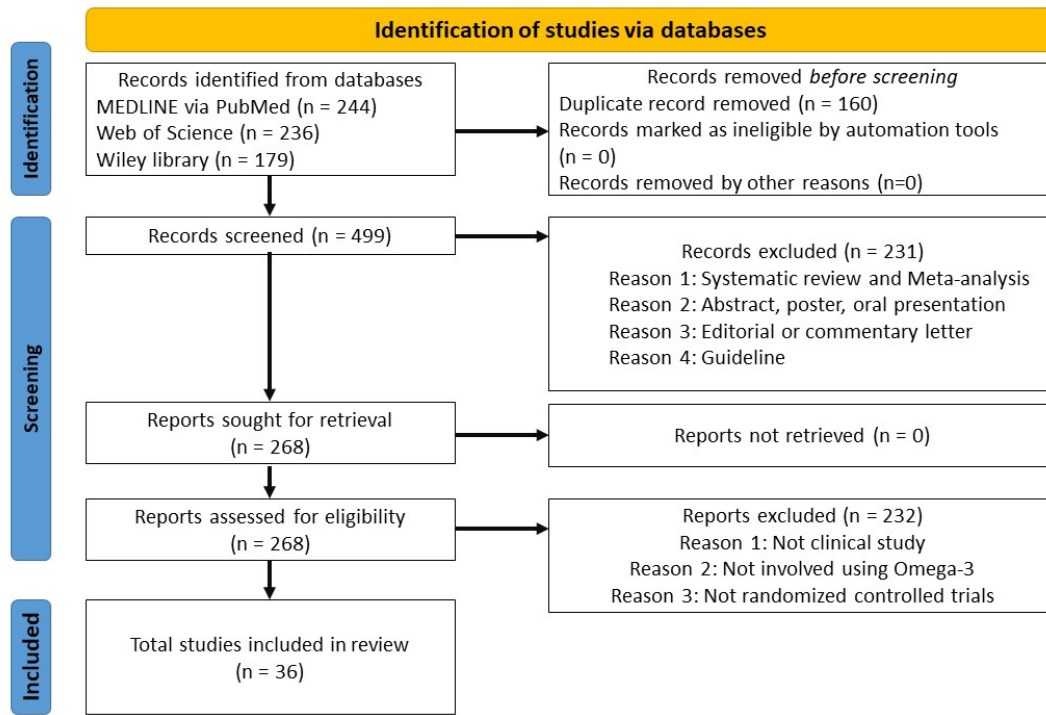 Identification of studies via databases
Identification
Records identified from databases
MEDLINE via PubMed (n = 244)
Web of Science (n = 236)
Wiley library (n = 179)
Records removed before screening
Duplicate record removed (n = 160)
Records marked as ineligible by automation tools
(n = 0)
Records removed by other reasons (n=0)
Screening
Records screened (n = 499)
Records excluded (n = 231)
Reason 1: Systematic review and Meta-analysis
Reason 2: Abstract, poster, oral presentation
Reason 3: Editorial or commentary letter
Reason 4: Guideline
Reports sought for retrieval
(n = 268)
Reports not retrieved (n = 0)
Reports assessed for eligibility
(n = 268)
Reports excluded (n = 232)
Reason 1: Not clinical study
Reason 2: Not involved using Omega-3
Reason 3: Not randomized controlled trials
Included
Total studies included in review
(n = 36)